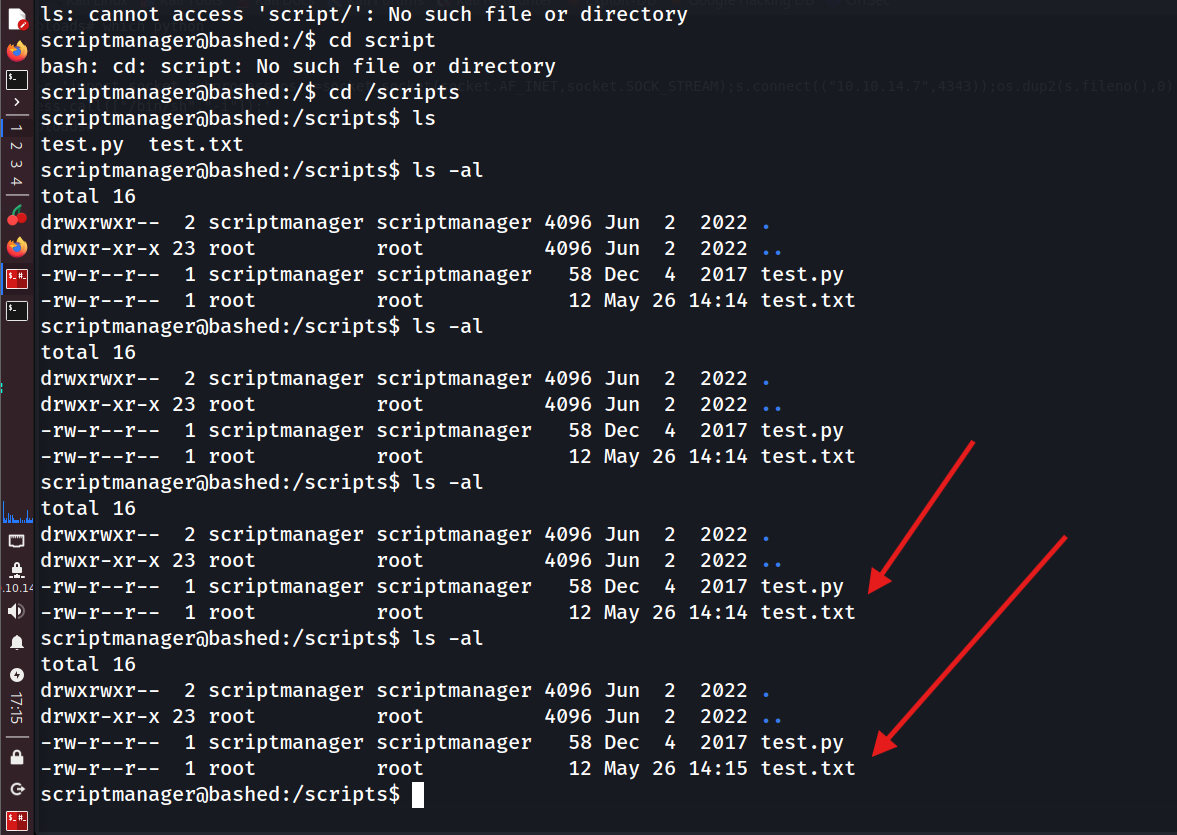 ls: cannot access 'script/': No such file or directory
scriptmanager@bashed:/$ cd script
bash: cd: script: No such file or directory
scriptmanager@bashed:/$ cd /scripts
scriptmanager@bashed:/scripts$ ls
test.py  test.txt
scriptmanager@bashed:/scripts$ ls -al
total 16
drwxrwxr--  2 scriptmanager scriptmanager 4096 Jun  2  2022 .
drwxr-xr-x 23 root          root          4096 Jun  2  2022 ..
-rw-r--r--  1 scriptmanager scriptmanager   58 Dec  4  2017 test.py
-rw-r--r--  1 root          root            12 May 26 14:14 test.txt
scriptmanager@bashed:/scripts$ ls -al
total 16
drwxrwxr--  2 scriptmanager scriptmanager 4096 Jun  2  2022 .
drwxr-xr-x 23 root          root          4096 Jun  2  2022 ..
-rw-r--r--  1 scriptmanager scriptmanager   58 Dec  4  2017 test.py
-rw-r--r--  1 root          root            12 May 26 14:14 test.txt
scriptmanager@bashed:/scripts$ ls -al
total 16
drwxrwxr--  2 scriptmanager scriptmanager 4096 Jun  2  2022 .
drwxr-xr-x 23 root          root          4096 Jun  2  2022 ..
-rw-r--r--  1 scriptmanager scriptmanager   58 Dec  4  2017 test.py
-rw-r--r--  1 root          root            12 May 26 14:14 test.txt
scriptmanager@bashed:/scripts$ ls -al
total 16
drwxrwxr--  2 scriptmanager scriptmanager 4096 Jun  2  2022 .
drwxr-xr-x 23 root          root          4096 Jun  2  2022 ..
-rw-r--r--  1 scriptmanager scriptmanager   58 Dec  4  2017 test.py
-rw-r--r--  1 root          root            12 May 26 14:15 test.txt
scriptmanager@bashed:/scripts$
1
2
3
4
.10.14
17:15